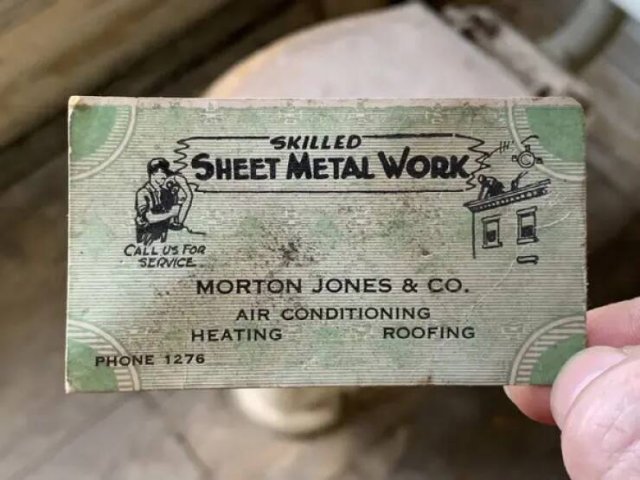 SKILLED
SHEET METAL WORK
CALL US FOR
SERVICE
MORTON JONES & CO.
AIR CONDITIONING
HEATING ROOFING
PHONE 1276